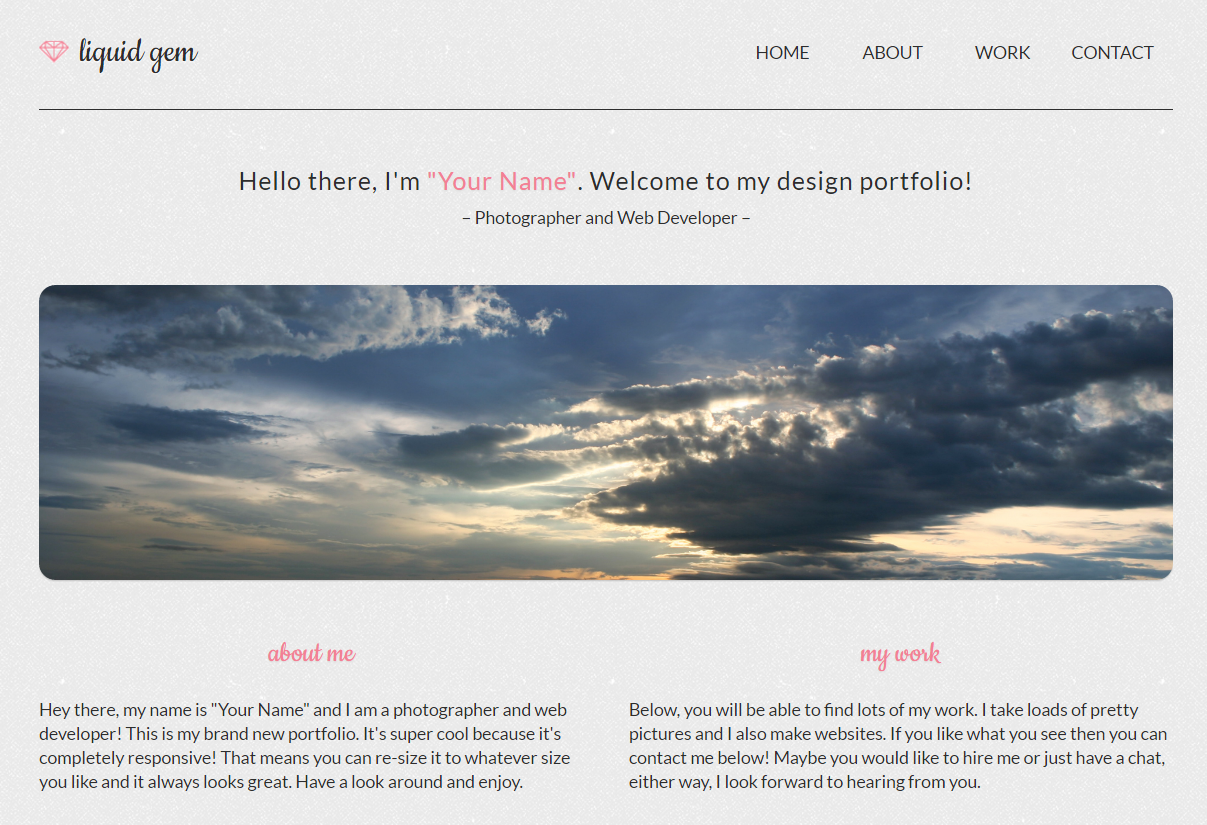 liquid gem
HOME ABOUT WORK CONTACT
Hello there, I'm "Your Name". Welcome to my design portfolio!
– Photographer and Web Developer –
about me
Hey there, my name is "Your Name" and I am a photographer and web
developer! This is my brand new portfolio. It's super cool because it's
completely responsive! That means you can re-size it to whatever size
you like and it always looks great. Have a look around and enjoy.
my work
Below, you will be able to find lots of my work. I take loads of pretty
pictures and I also make websites. If you like what you see then you can
contact me below! Maybe you would like to hire me or just have a chat,
either way, I look forward to hearing from you.